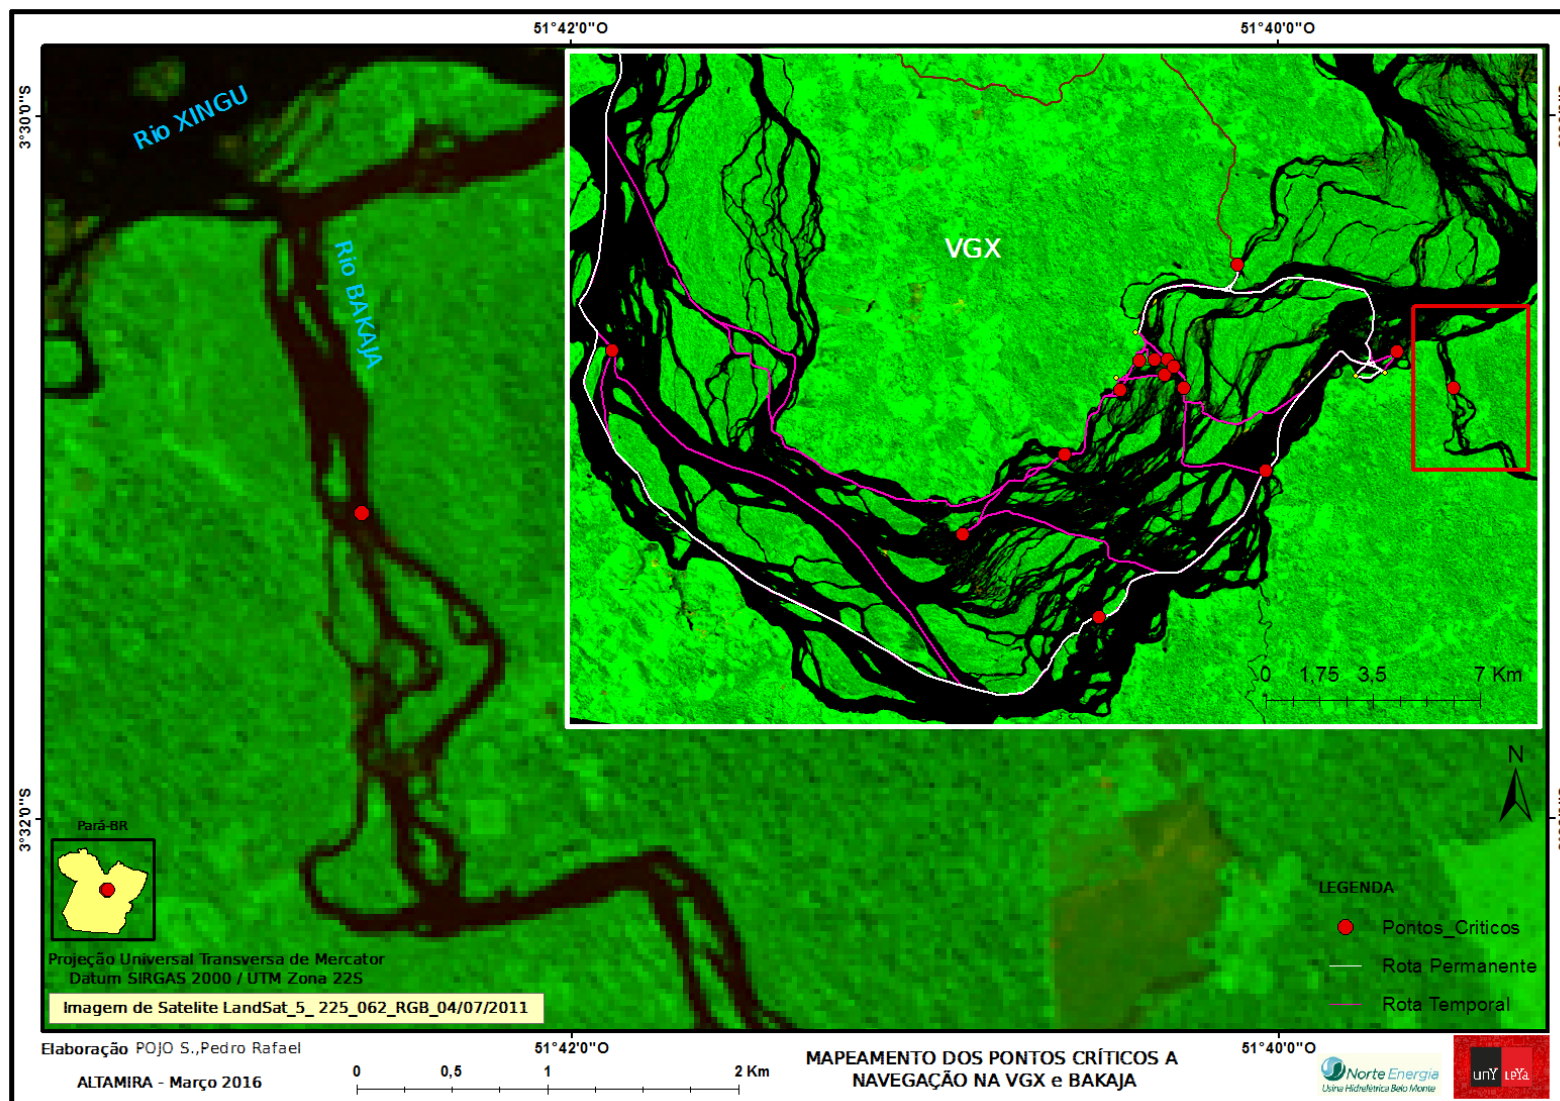 51°42'0"O
51°40'0"O
3°30'0"S
Rio XINGU
Rio BAKAJA
VGX
0 1,75 3,5 7 Km
N
3°32'0"S
Pará-BR
LEGENDA
Pontos_Criticos
Rota Permanente
Rota Temporal
Projeção Universal Transversa de Mercator
Datum SIRGAS 2000 / UTM Zona 22S
Imagem de Satelite LandSat_5_ 225_062_RGB_04/07/2011
Elaboração POJO S.,Pedro Rafael
ALTAMIRA - Março 2016
51°42'0"O
51°40'0"O
0 0,5 1 2 Km
MAPEAMENTO DOS PONTOS CRÍTICOS A
NAVEGAÇÃO NA VGX e BAKAJA
Norte Energia
Usina Hidrelétrica Belo Monte
unY LeYa